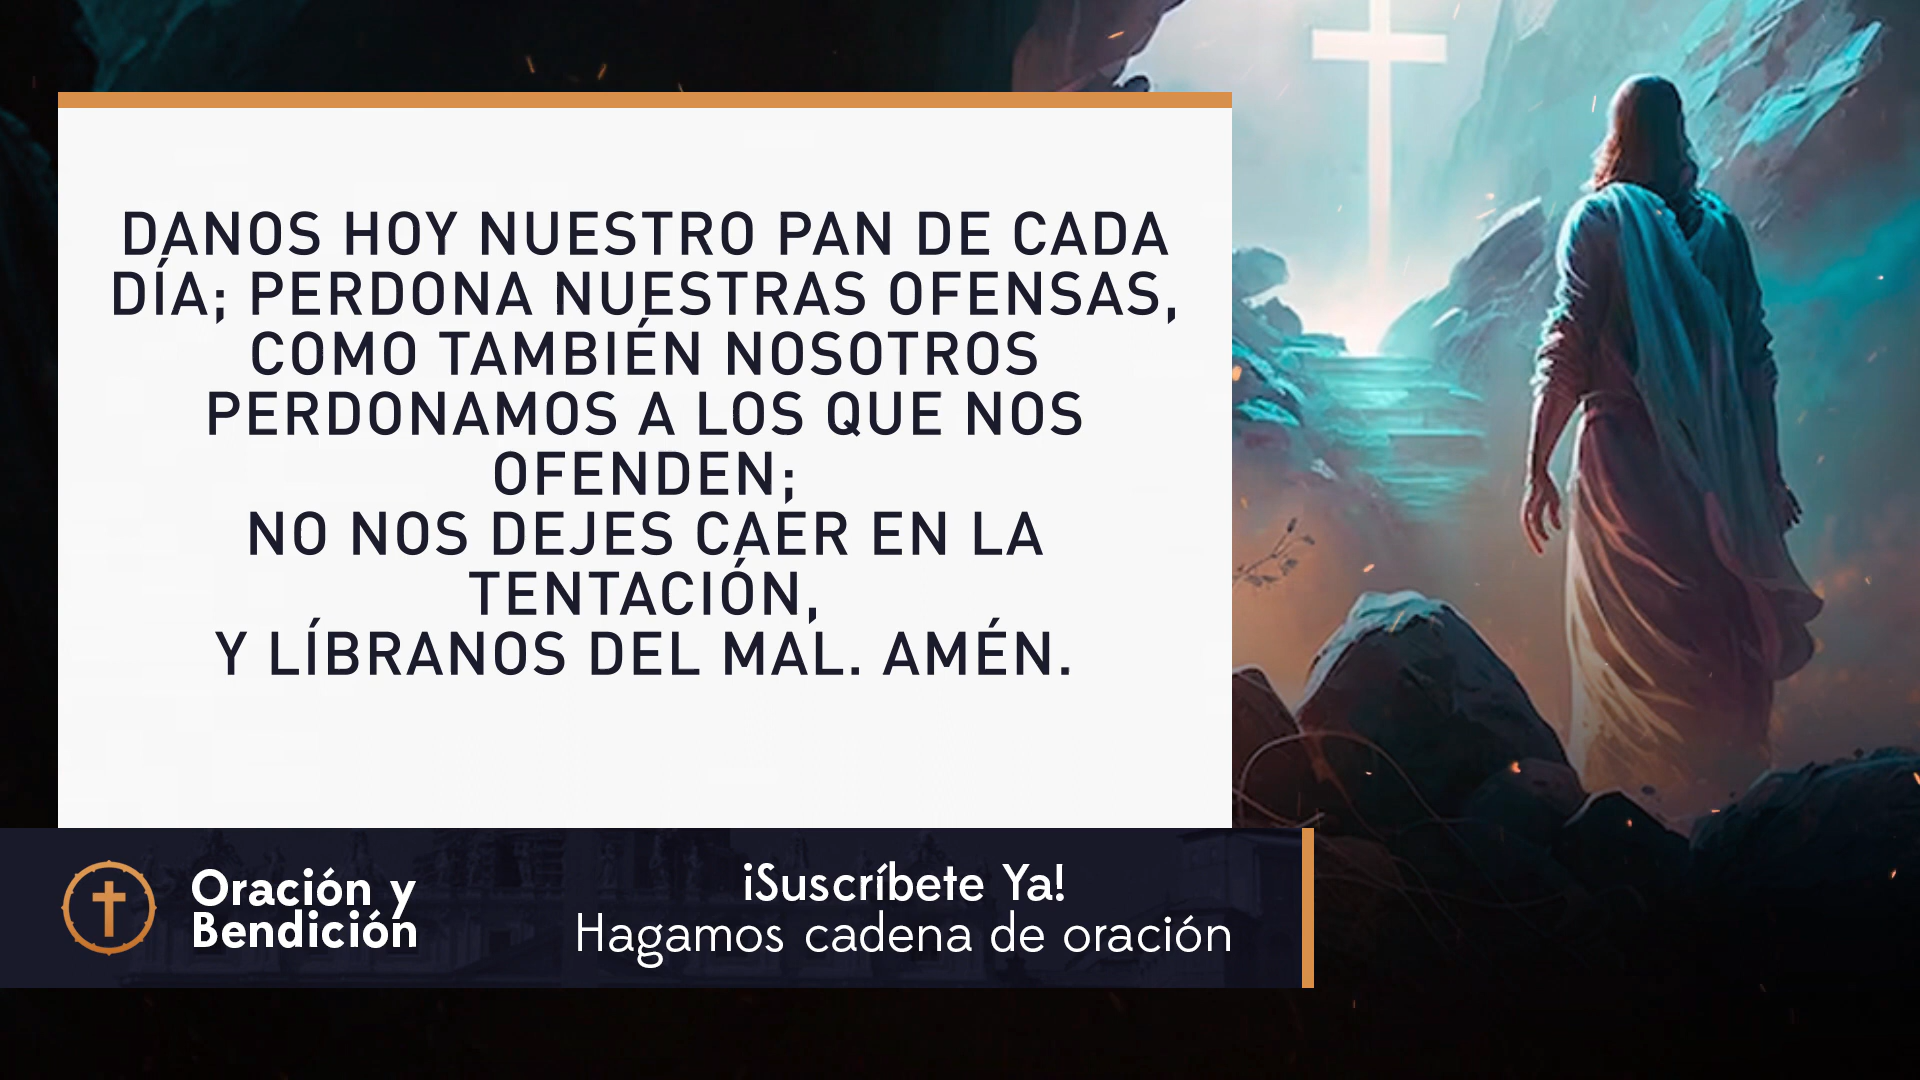 DANOS HOY NUESTRO PAN DE CADA
DÍA; PERDONA NUESTRAS OFENSAS,
COMO TAMBIÉN NOSOTROS
PERDONAMOS A LOS QUE NOS
OFENDEN;
NO NOS DEJES CAER EN LA
TENTACIÓN,
Y LÍBRANOS DEL MAL. AMÉN.
Oración y
Bendición
¡Suscríbete Ya!
Hagamos cadena de oración